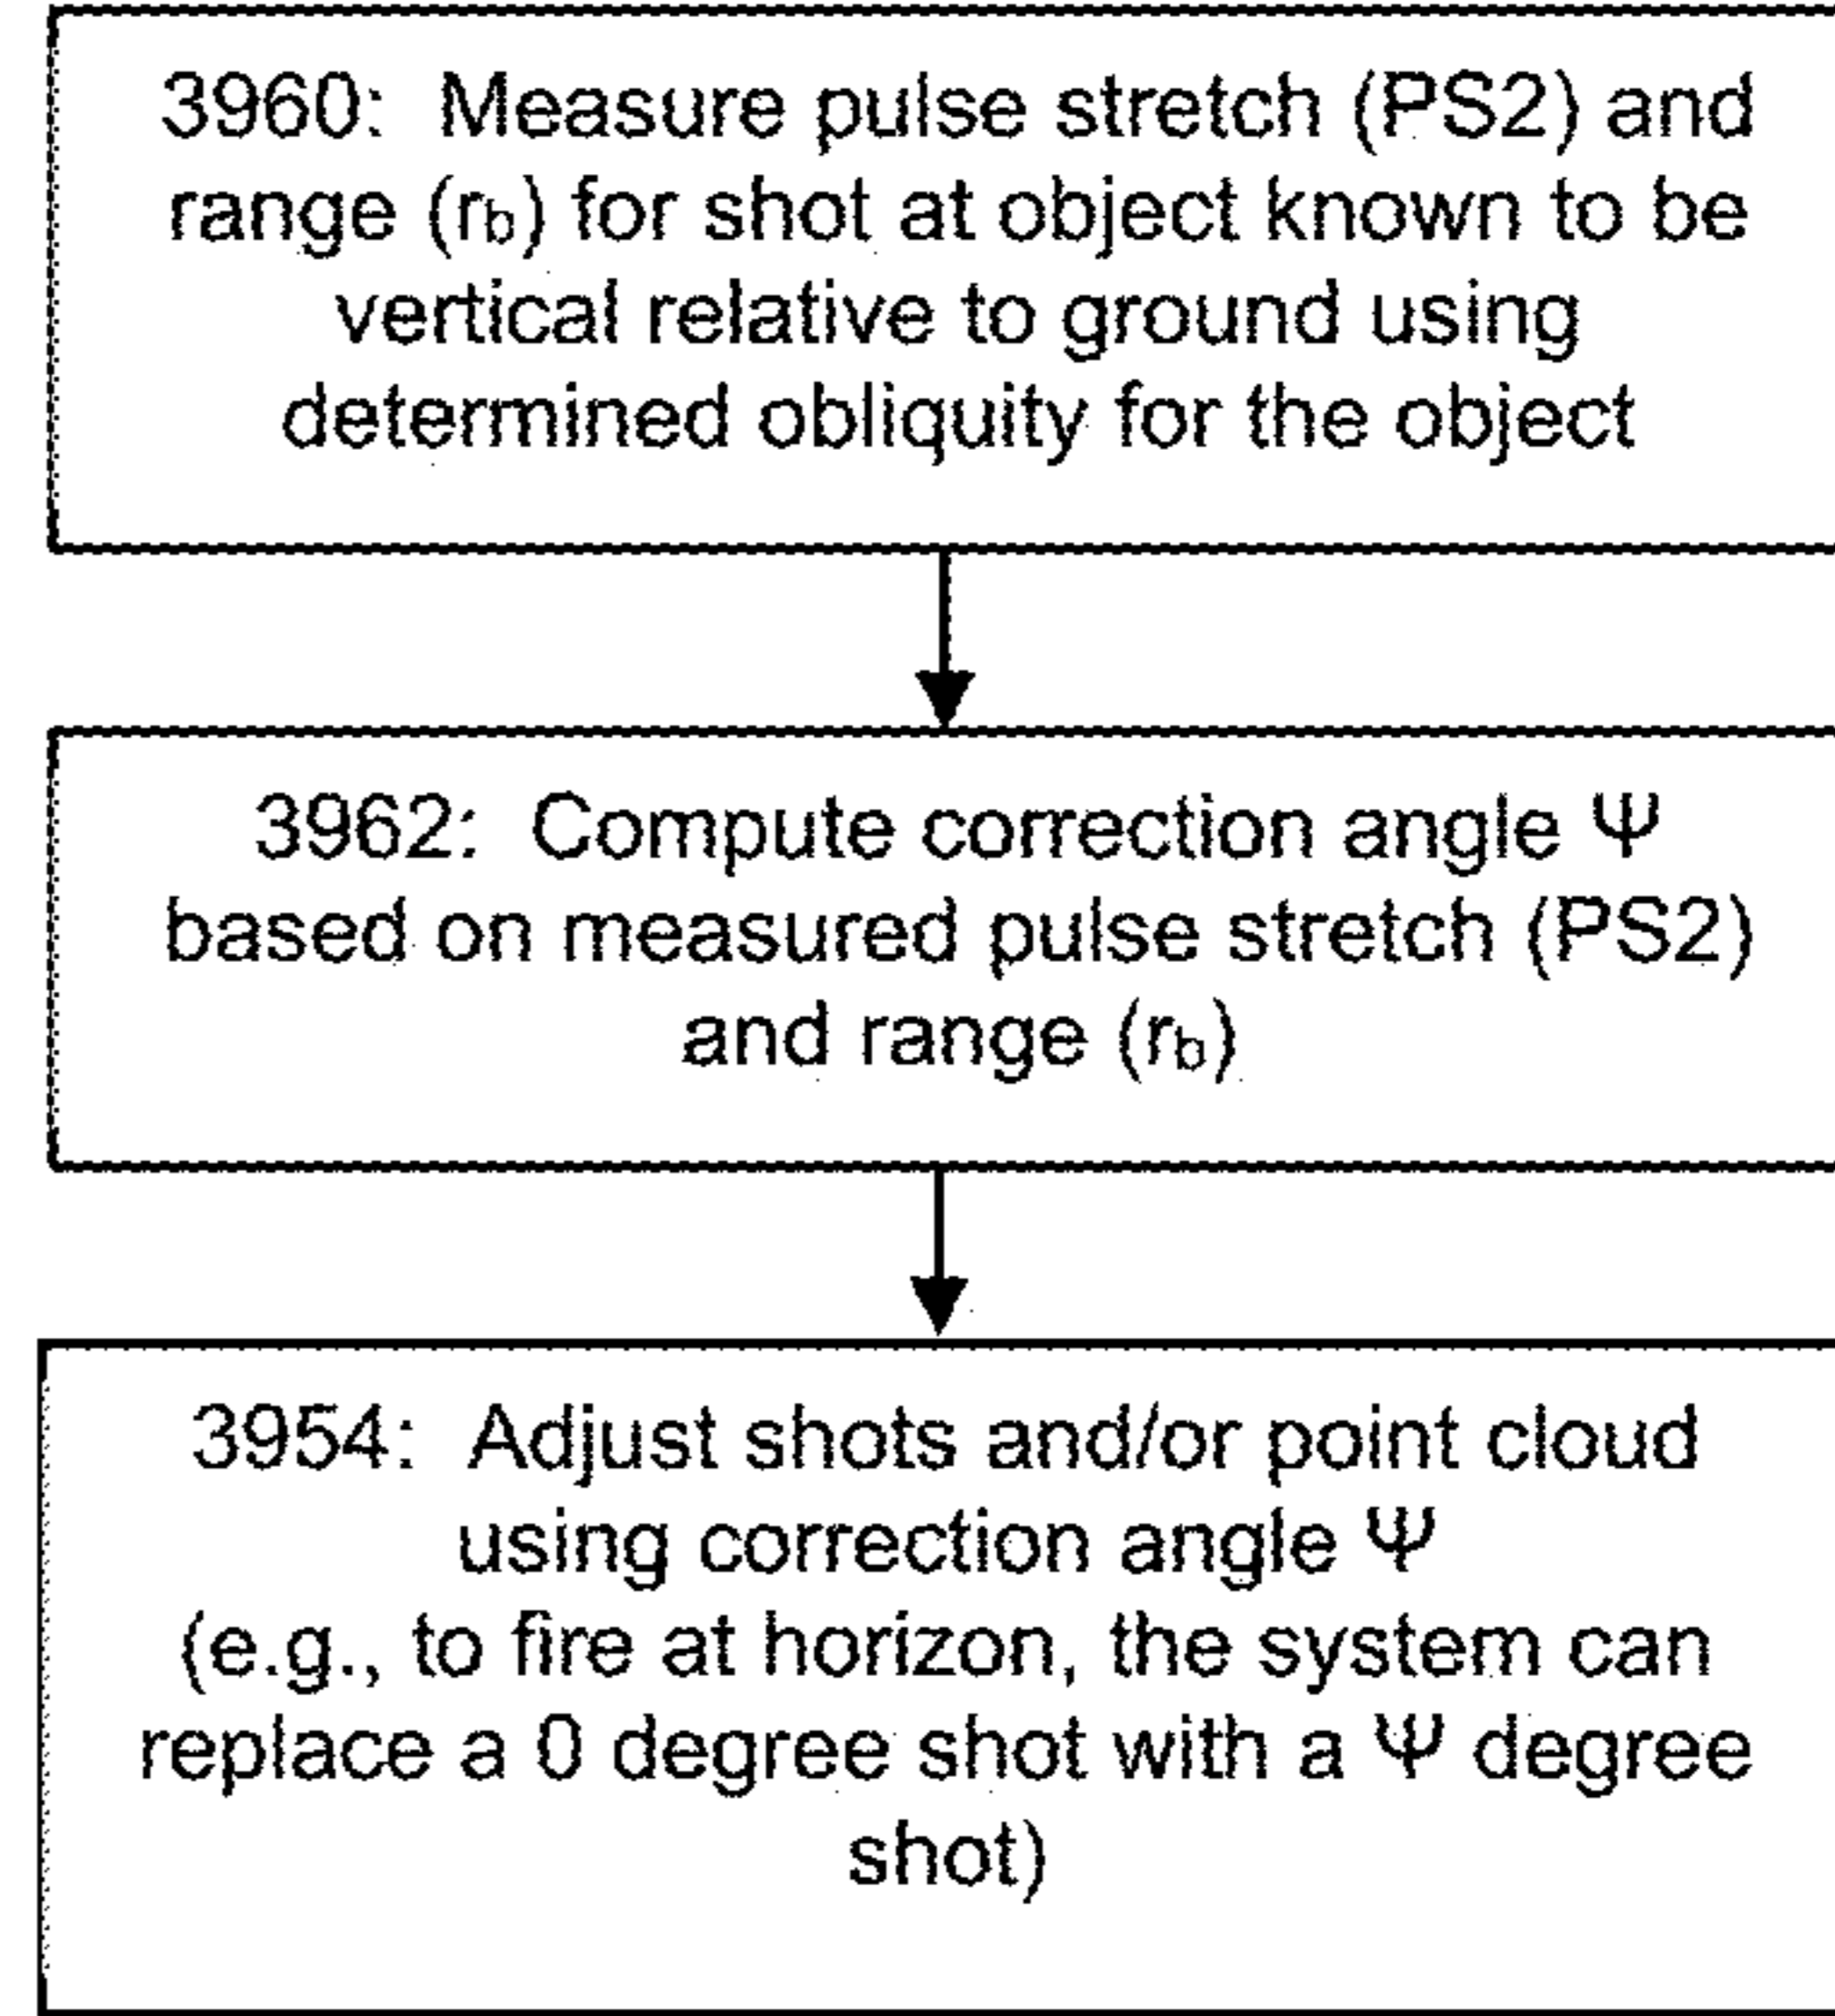 3960: Measure pulse stretch (PS2) and
range (rb) for shot at object known to be
vertical relative to ground using
determined obliquity for the object
3962: Compute correction angle Ψ
based on measured pulse stretch (PS2)
and range (rb)
3954: Adjust shots and/or point cloud
using correction angle Ψ
(e.g., to fire at horizon, the system can
replace a 0 degree shot with a Ψ degree
shot)